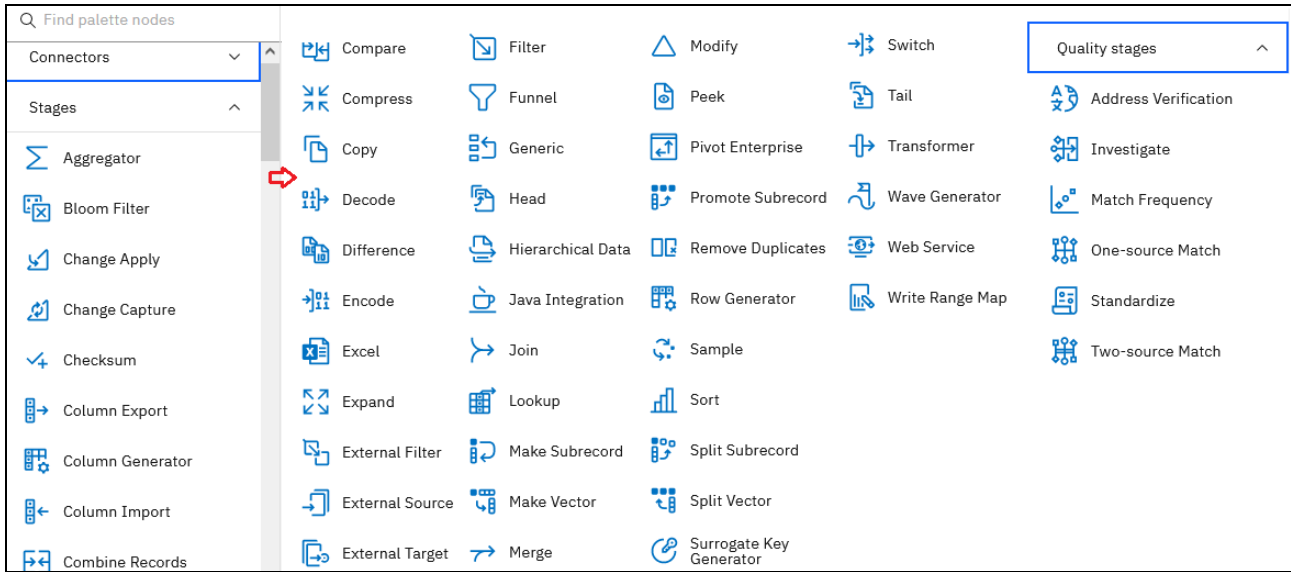 Find palette nodes
Connectors
Stages
Aggregator
Bloom Filter
Change Apply
Change Capture
Checksum
Column Export
Column Generator
Column Import
Combine Records
Compare
Compress
Copy
Decode
Difference
Encode
Excel
Expand
External Filter
External Source
External Target
Filter
Funnel
Generic
Head
Hierarchical Data
Java Integration
Join
Lookup
Make Subrecord
Make Vector
Merge
Modify
Peek
Pivot Enterprise
Promote Subrecord
Remove Duplicates
Row Generator
Sample
Sort
Split Subrecord
Split Vector
Surrogate Key
Generator
Switch
Tail
Transformer
Wave Generator
Web Service
Write Range Map
Quality stages
Address Verification
Investigate
Match Frequency
One-source Match
Standardize
Two-source Match